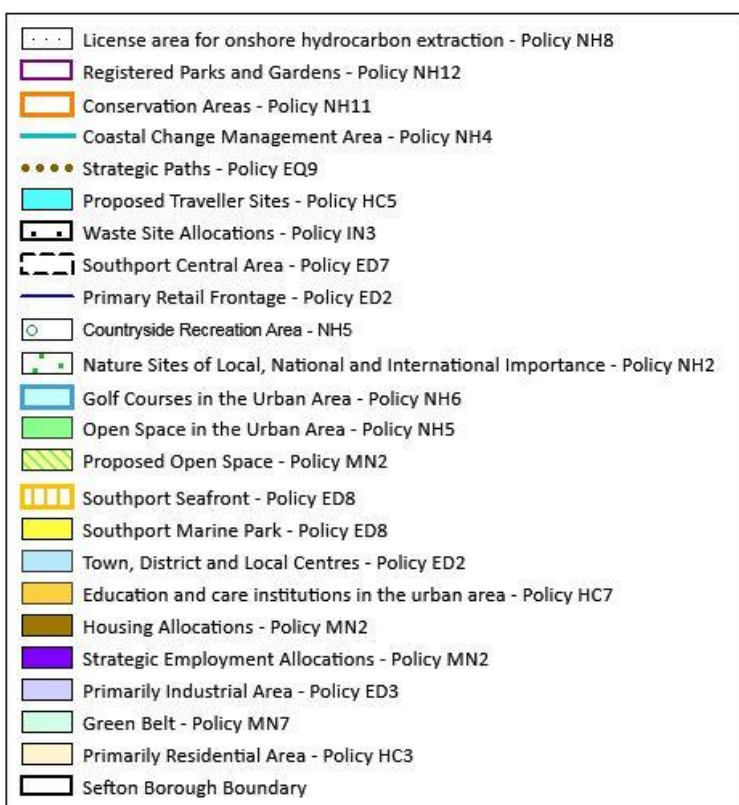 License area for onshore hydrocarbon extraction - Policy NH8
Registered Parks and Gardens - Policy NH12
Conservation Areas - Policy NH11
Coastal Change Management Area - Policy NH4
Strategic Paths - Policy EQ9
Proposed Traveller Sites - Policy HC5
Waste Site Allocations - Policy IN3
Southport Central Area - Policy ED7
Primary Retail Frontage - Policy ED2
Countryside Recreation Area - NH5
Nature Sites of Local, National and International Importance - Policy NH2
Golf Courses in the Urban Area - Policy NH6
Open Space in the Urban Area - Policy NH5
Proposed Open Space - Policy MN2
Southport Seafront - Policy ED8
Southport Marine Park - Policy ED8
Town, District and Local Centres - Policy ED2
Education and care institutions in the urban area - Policy HC7
Housing Allocations - Policy MN2
Strategic Employment Allocations - Policy MN2
Primarily Industrial Area - Policy ED3
Green Belt - Policy MN7
Primarily Residential Area - Policy HC3
Sefton Borough Boundary